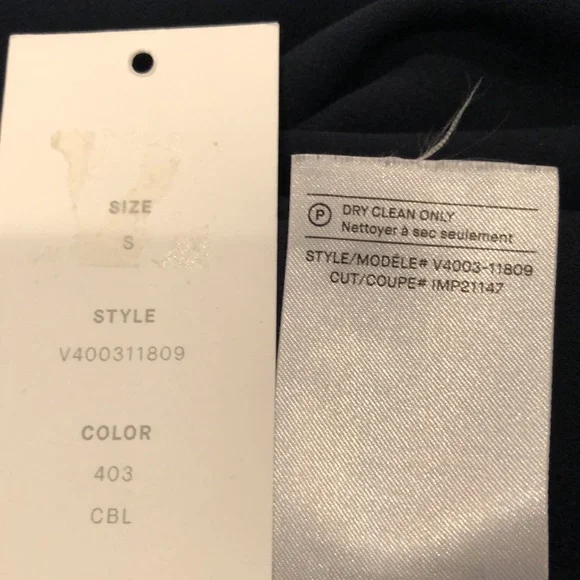 SIZE
S
STYLE
V400311809
COLOR
403
CBL
P
DRY CLEAN ONLY
Nettoyer à sec seulement
STYLE/MODÈLE# V4003-11809
CUT/COUPE# IMP21147